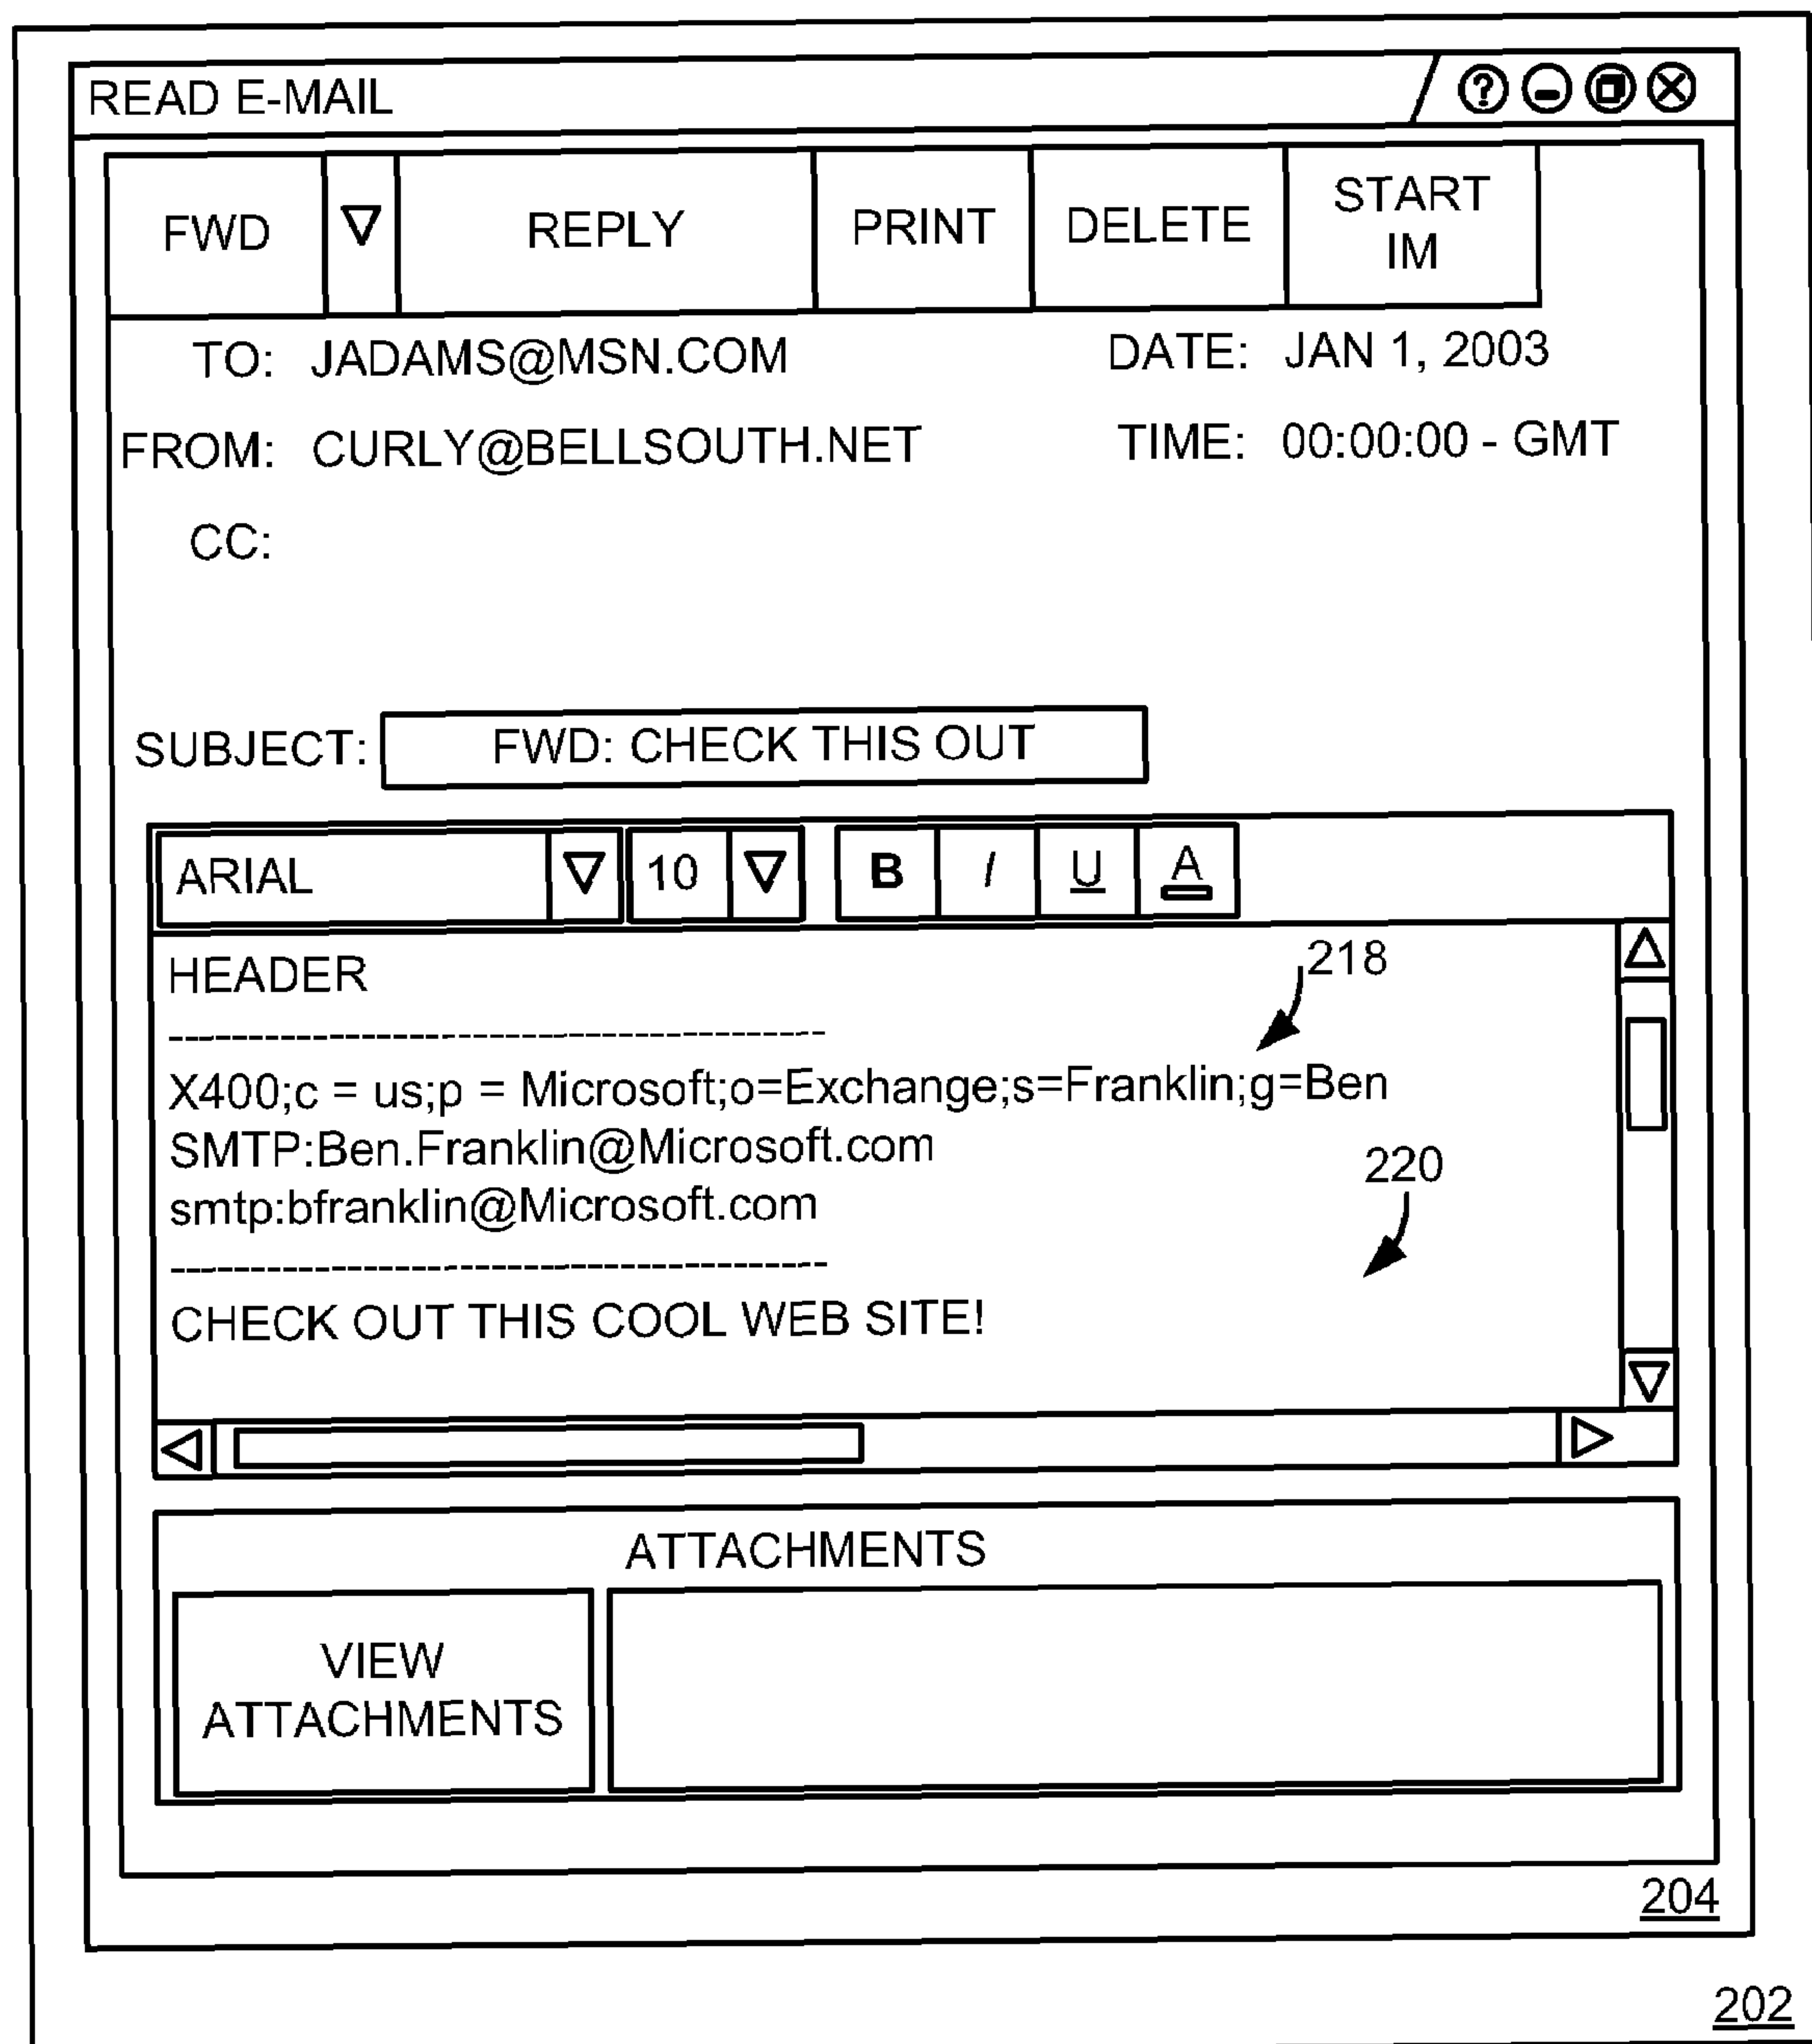 READ E-MAIL
FWD REPLY PRINT DELETE START IM
TO: JADAMS@MSN.COM DATE: JAN 1, 2003
FROM: CURLY@BELLSOUTH.NET TIME: 00:00:00 - GMT
CC:
SUBJECT: FWD: CHECK THIS OUT
ARIAL 10 B I U A
HEADER
218
-----------------------------------------
X400;c = us;p = Microsoft;o=Exchange;s=Franklin;g=Ben
SMTP:Ben.Franklin@Microsoft.com
220
smtp:bfranklin@Microsoft.com
-----------------------------------------
CHECK OUT THIS COOL WEB SITE!
ATTACHMENTS
VIEW
ATTACHMENTS
204
202